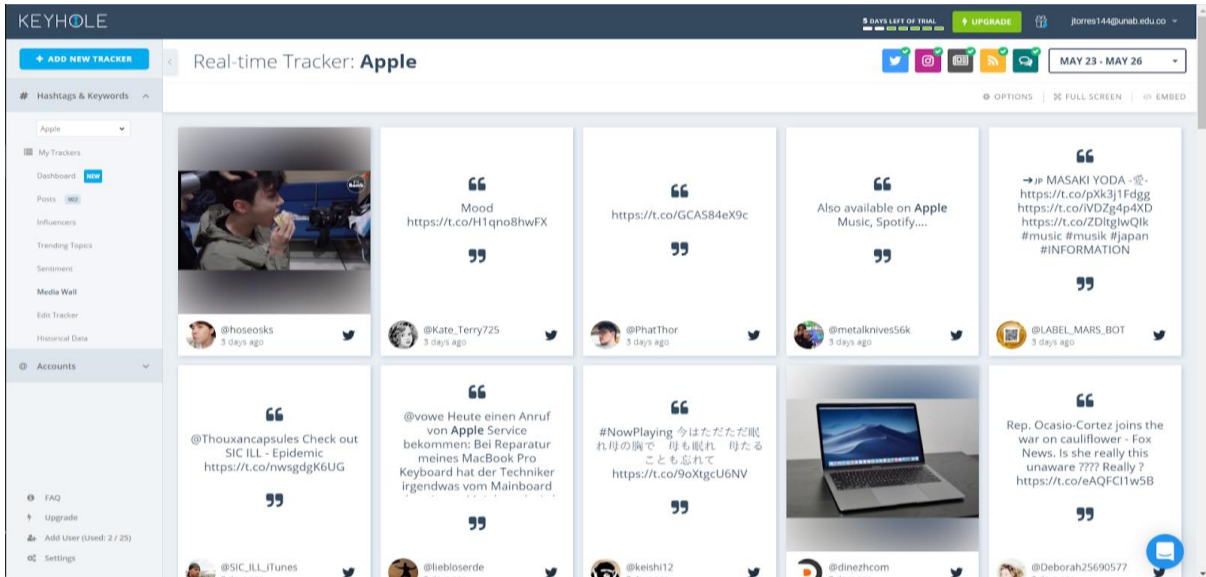 KEYHOLE
5 DAYS LEFT OF TRIAL
UPGRADE
jtorres144@unab.edu.co
+ ADD NEW TRACKER
Real-time Tracker: Apple
MAY 23 - MAY 26
# Hashtags & Keywords
OPTIONS
FULL SCREEN
</> EMBED
Apple
My Trackers
Dashboard NEW
Posts
Influencers
Trending Topics
Sentiment
Media Wall
Edit Tracker
Historical Data
@ Accounts
FAQ
Upgrade
Add User (Used: 2 / 25)
Settings
@hoseosks
3 days ago
❝
Mood
https://t.co/H1qno8hwFX
❞
@Kate_Terry725
3 days ago
❝
https://t.co/GCAS84eX9c
❞
@PhatThor
3 days ago
❝
Also available on Apple
Music, Spotify....
❞
@metalknives56k
3 days ago
❝
➔JP MASAKI YODA -愛-
https://t.co/pXk3j1Fdgg
https://t.co/iVDZg4p4XD
https://t.co/ZDltgIwQlk
#music #musik #japan
#INFORMATION
❞
@LABEL_MARS_BOT
3 days ago
❝
@Thouxancapsules Check out
SIC ILL - Epidemic
https://t.co/nwsgdgK6UG
❞
@SIC_ILL_iTunes
❝
@vowe Heute einen Anruf
von Apple Service
bekommen: Bei Reparatur
meines MacBook Pro
Keyboard hat der Techniker
irgendwas vom Mainboard
❞
@liebloserde
❝
#NowPlaying 今はただただ眠
れ母の胸で　母も眠れ　母たる
ことも忘れて
https://t.co/9oXtgcU6NV
❞
@keishi12
@dinezhcom
❝
Rep. Ocasio-Cortez joins the
war on cauliflower - Fox
News. Is she really this
unaware ???? Really ?
https://t.co/eAQFCI1w5B
❞
@Deborah25690577